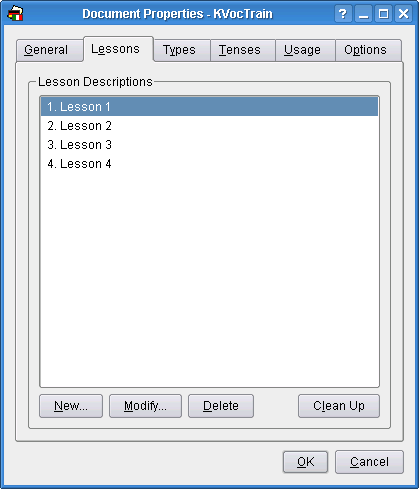 Document Properties - KVocTrain
General Lessons Types Tenses Usage Options
Lesson Descriptions
1. Lesson 1
2. Lesson 2
3. Lesson 3
4. Lesson 4
New... Modify... Delete Clean Up
OK Cancel